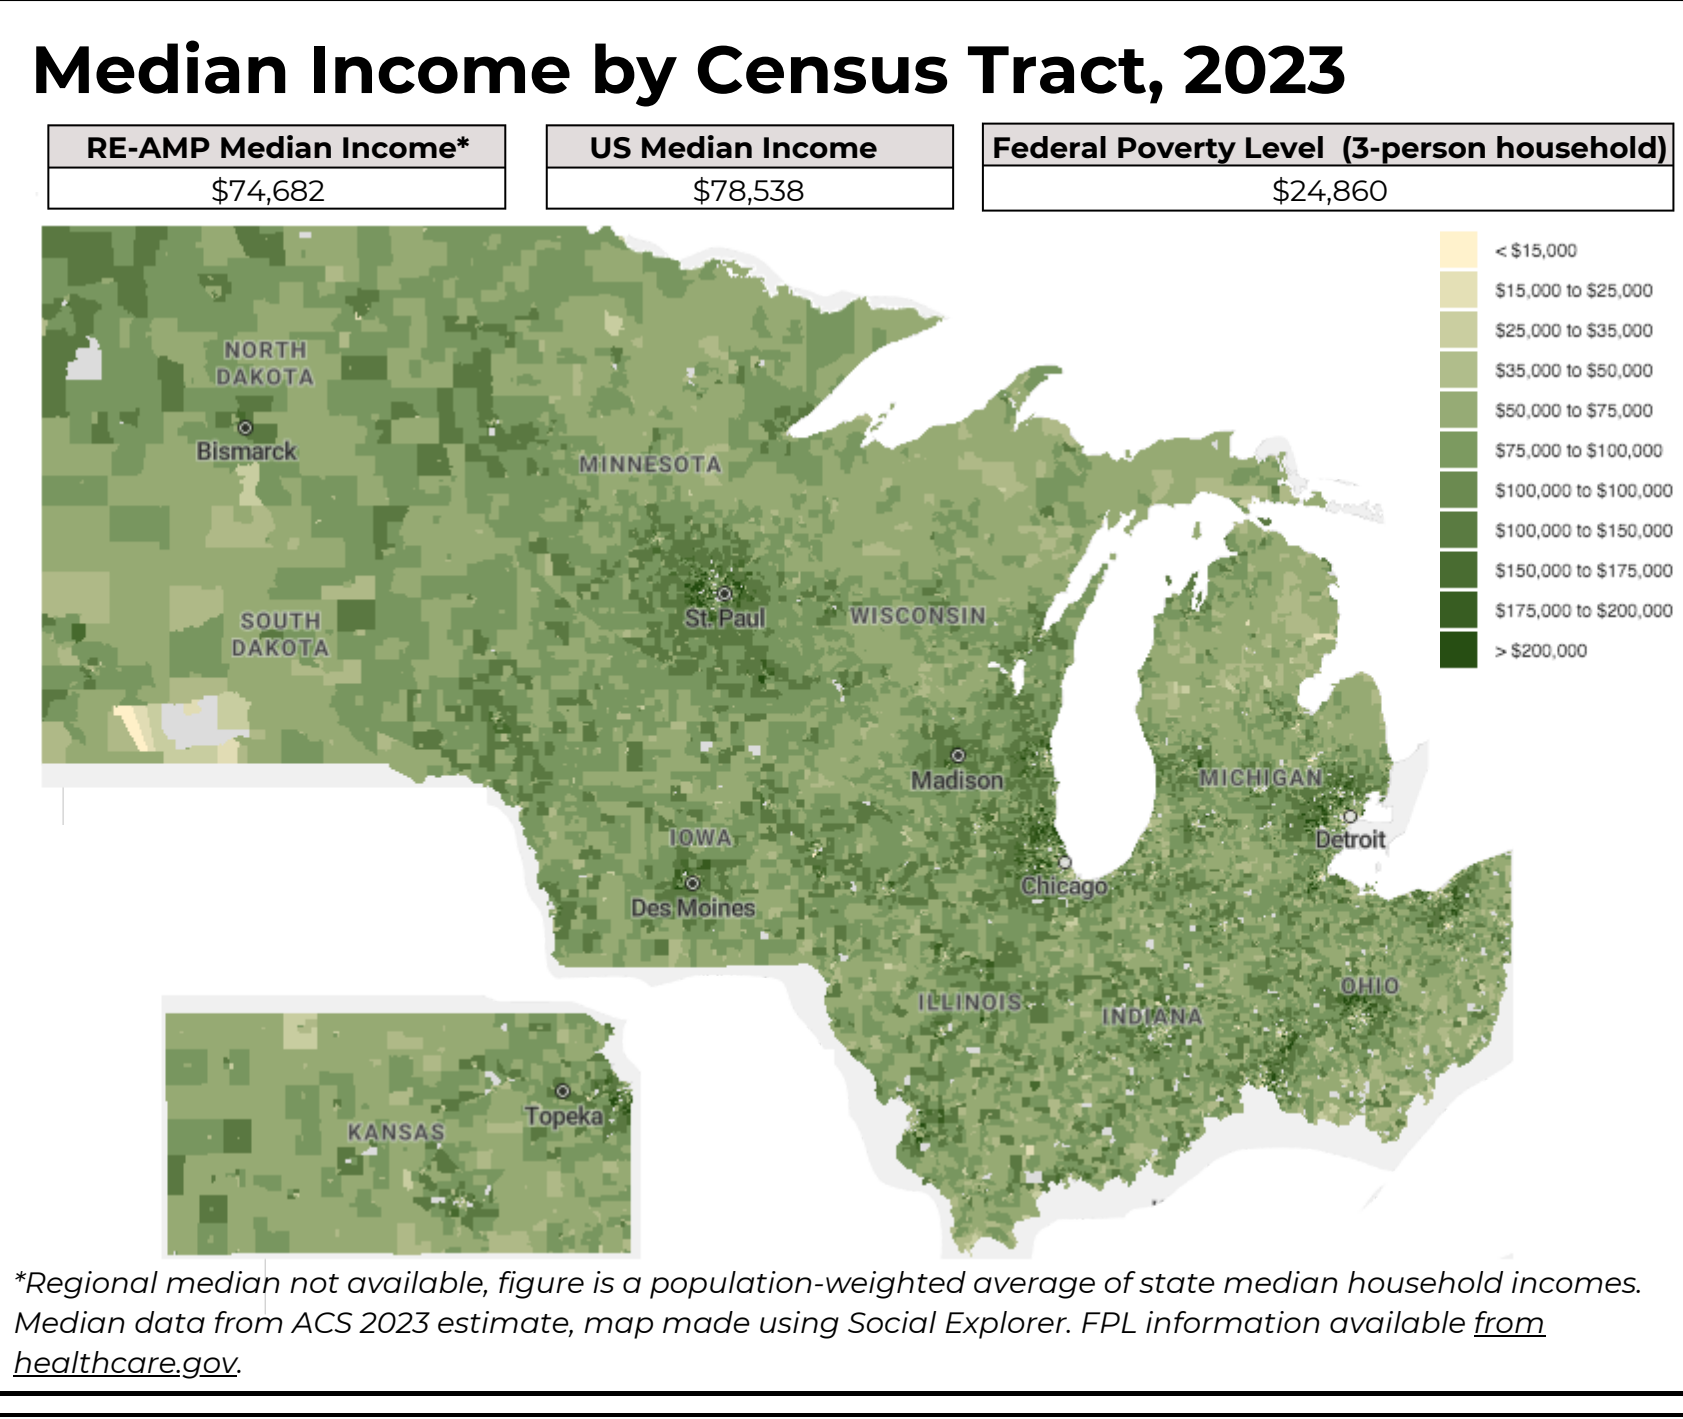 Median Income by Census Tract, 2023
RE-AMP Median Income*
$74,682
US Median Income
$78,538
Federal Poverty Level (3-person household)
$24,860
< $15,000
$15,000 to $25,000
$25,000 to $35,000
$35,000 to $50,000
$50,000 to $75,000
$75,000 to $100,000
$100,000 to $100,000
$100,000 to $150,000
$150,000 to $175,000
$175,000 to $200,000
> $200,000
NORTH
DAKOTA
Bismarck
MINNESOTA
St. Paul
WISCONSIN
SOUTH
DAKOTA
Madison
MICHIGAN
Detroit
IOWA
Des Moines
Chicago
ILLINOIS
INDIANA
OHIO
Topeka
KANSAS
*Regional median not available, figure is a population-weighted average of state median household incomes.
Median data from ACS 2023 estimate, map made using Social Explorer. FPL information available from
healthcare.gov.